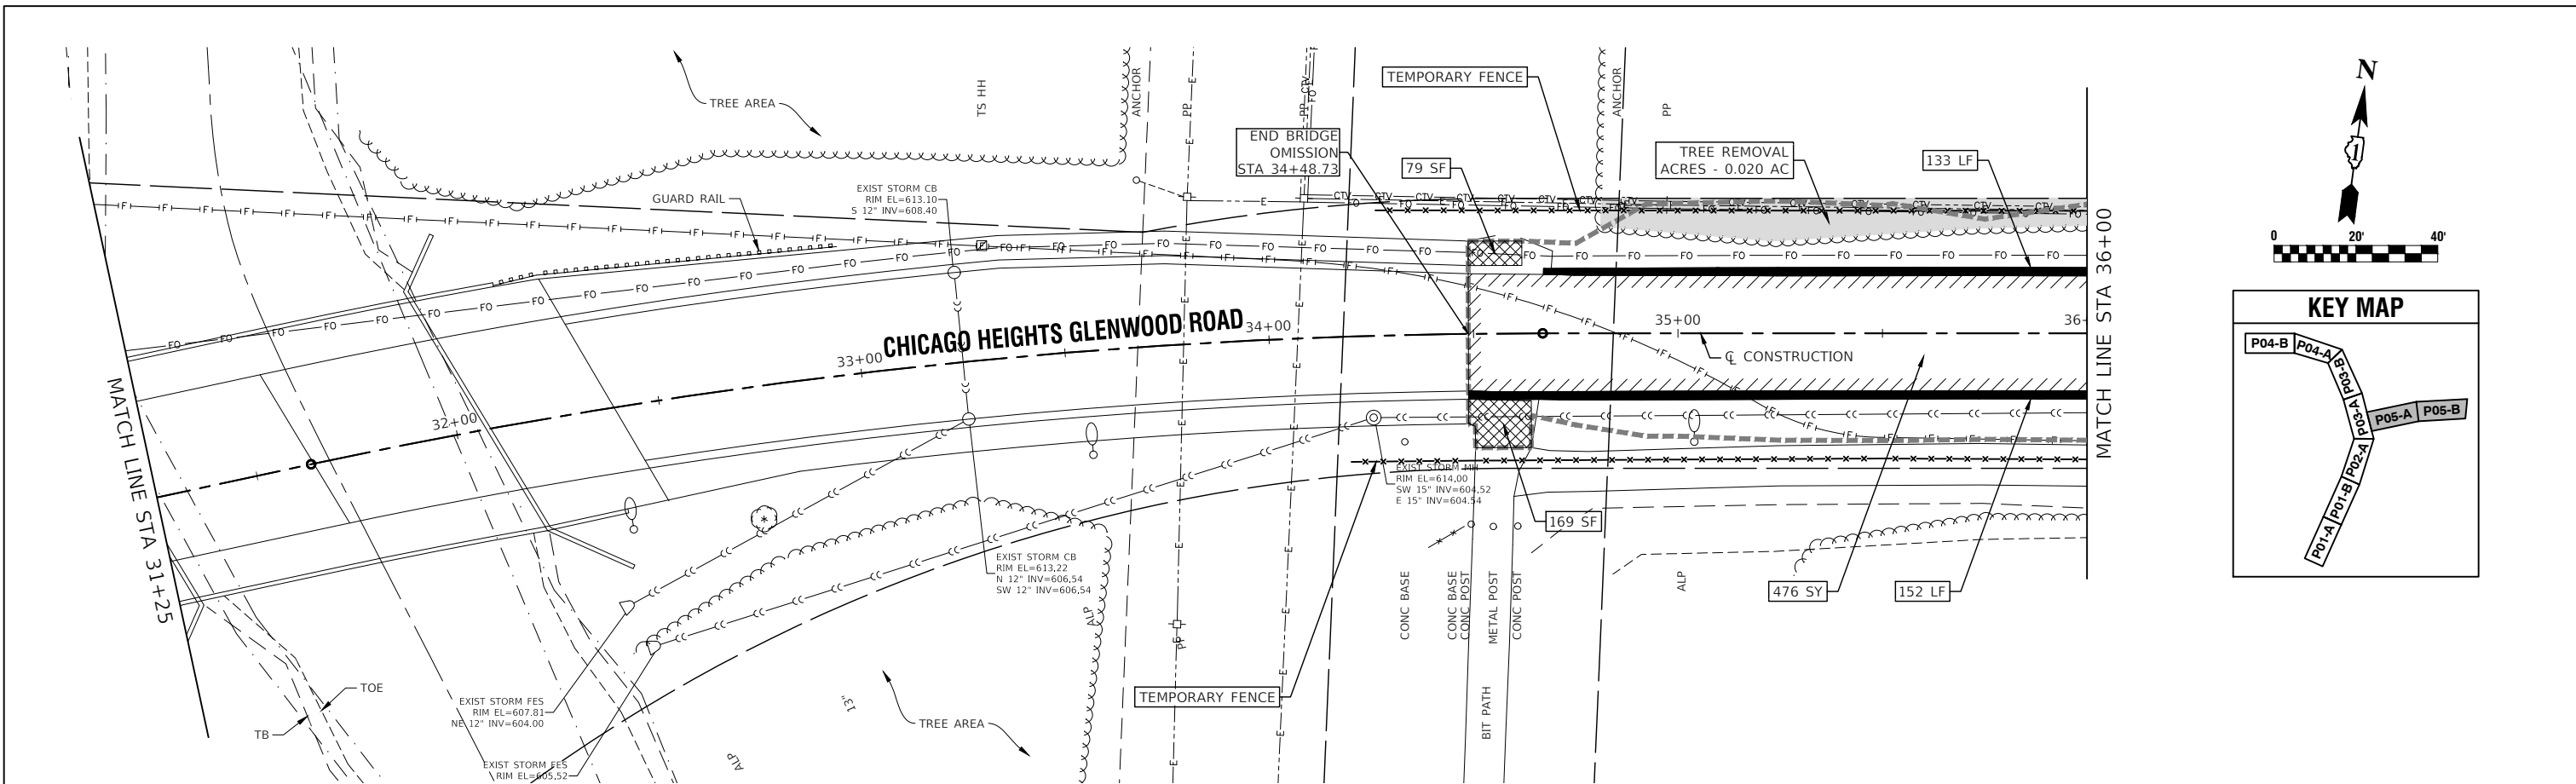 TREE AREA
TS HH
ANCHOR
PP
PP
TEMPORARY FENCE
ANCHOR
PP
END BRIDGE
OMISSION
STA 34+48.73
79 SF
TREE REMOVAL
ACRES - 0.020 AC
133 LF
GUARD RAIL
EXIST STORM CB
RIM EL=613.10
S 12" INV=608.40
CHICAGO HEIGHTS GLENWOOD ROAD
32+00
33+00
34+00
35+00
36+
℄ CONSTRUCTION
MATCH LINE STA 31+25
MATCH LINE STA 36+00
EXIST STORM MH
RIM EL=614.00
SW 15" INV=604.52
E 15" INV=604.54
169 SF
EXIST STORM CB
RIM EL=613.22
N 12" INV=606.54
SW 12" INV=606.54
CONC BASE
CONC BASE
CONC POST
METAL POST
CONC POST
ALP
476 SY
152 LF
ALP
PP
TOE
TB
EXIST STORM FES
RIM EL=607.81
NE 12" INV=604.00
EXIST STORM FES
RIM EL=605.52
13"
ALP
TREE AREA
TEMPORARY FENCE
BIT PATH
N
1
0 20' 40'
KEY MAP
P04-B
P04-A
P03-B
P03-A
P05-A
P05-B
P02-A
P01-B
P01-A